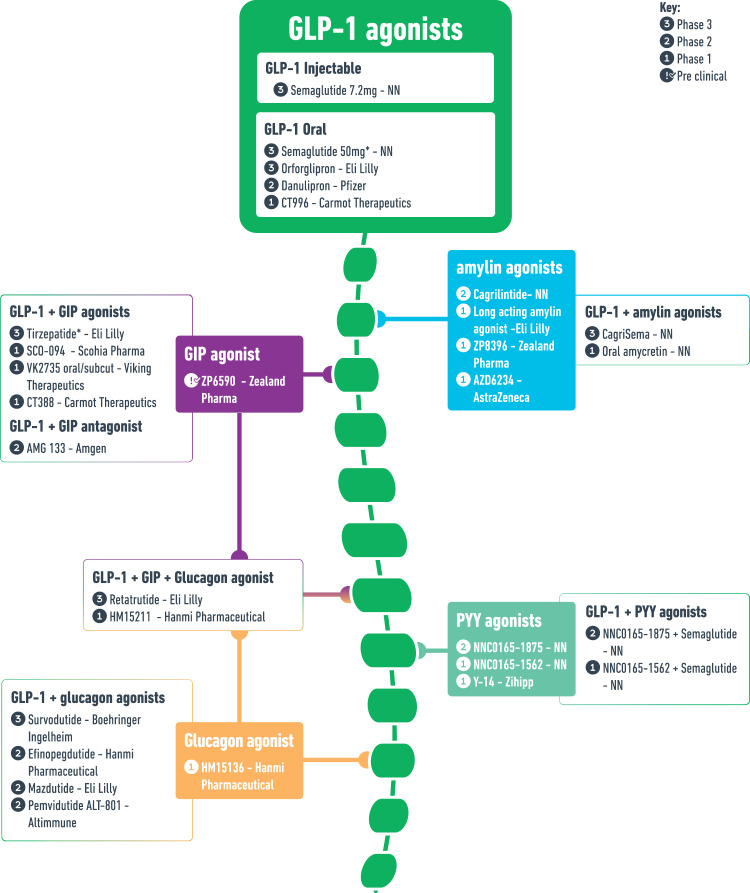 GLP-1 agonists
GLP-1 Injectable
3 Semaglutide 7.2mg - NN
GLP-1 Oral
3 Semaglutide 50mg* - NN
3 Orforglipron - Eli Lilly
2 Danulipron - Pfizer
1 CT996 - Carmot Therapeutics
Key:
3 Phase 3
2 Phase 2
1 Phase 1
Pre clinical
amylin agonists
2 Cagrilintide- NN
1 Long acting amylin
agonist -Eli Lilly
1 ZP8396 - Zealand
Pharma
1 AZD6234 -
AstraZeneca
GLP-1 + amylin agonists
3 CagriSema - NN
1 Oral amycretin - NN
GLP-1 + GIP agonists
3 Tirzepatide* - Eli Lilly
1 SCO-094 - Scohia Pharma
1 VK2735 oral/subcut - Viking
Therapeutics
1 CT388 - Carmot Therapeutics
GLP-1 + GIP antagonist
2 AMG 133 - Amgen
GIP agonist
ZP6590 - Zealand
Pharma
GLP-1 + GIP + Glucagon agonist
3 Retatrutide - Eli Lilly
1 HM15211 - Hanmi Pharmaceutical
PYY agonists
2 NNC0165-1875 - NN
1 NNC0165-1562 - NN
1 Y-14 - Zihipp
GLP-1 + PYY agonists
2 NNC0165-1875 + Semaglutide
- NN
1 NNC0165-1562 + Semaglutide
- NN
GLP-1 + glucagon agonists
3 Survodutide - Boehringer
Ingelheim
2 Efinopegdutide - Hanmi
Pharmaceutical
2 Mazdutide - Eli Lilly
2 Pemvidutide ALT-801 -
Altimmune
Glucagon agonist
1 HM15136 - Hanmi
Pharmaceutical